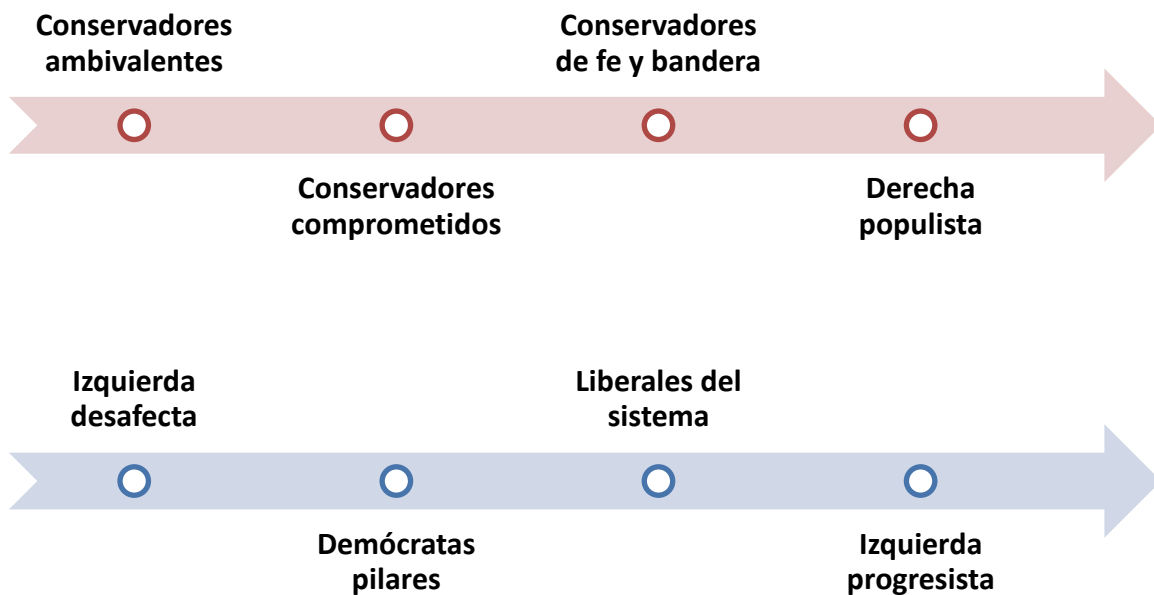 Conservadores
ambivalentes
Conservadores
de fe y bandera
Conservadores
comprometidos
Derecha
populista
Izquierda
desafecta
Liberales del
sistema
Demócratas
pilares
Izquierda
progresista